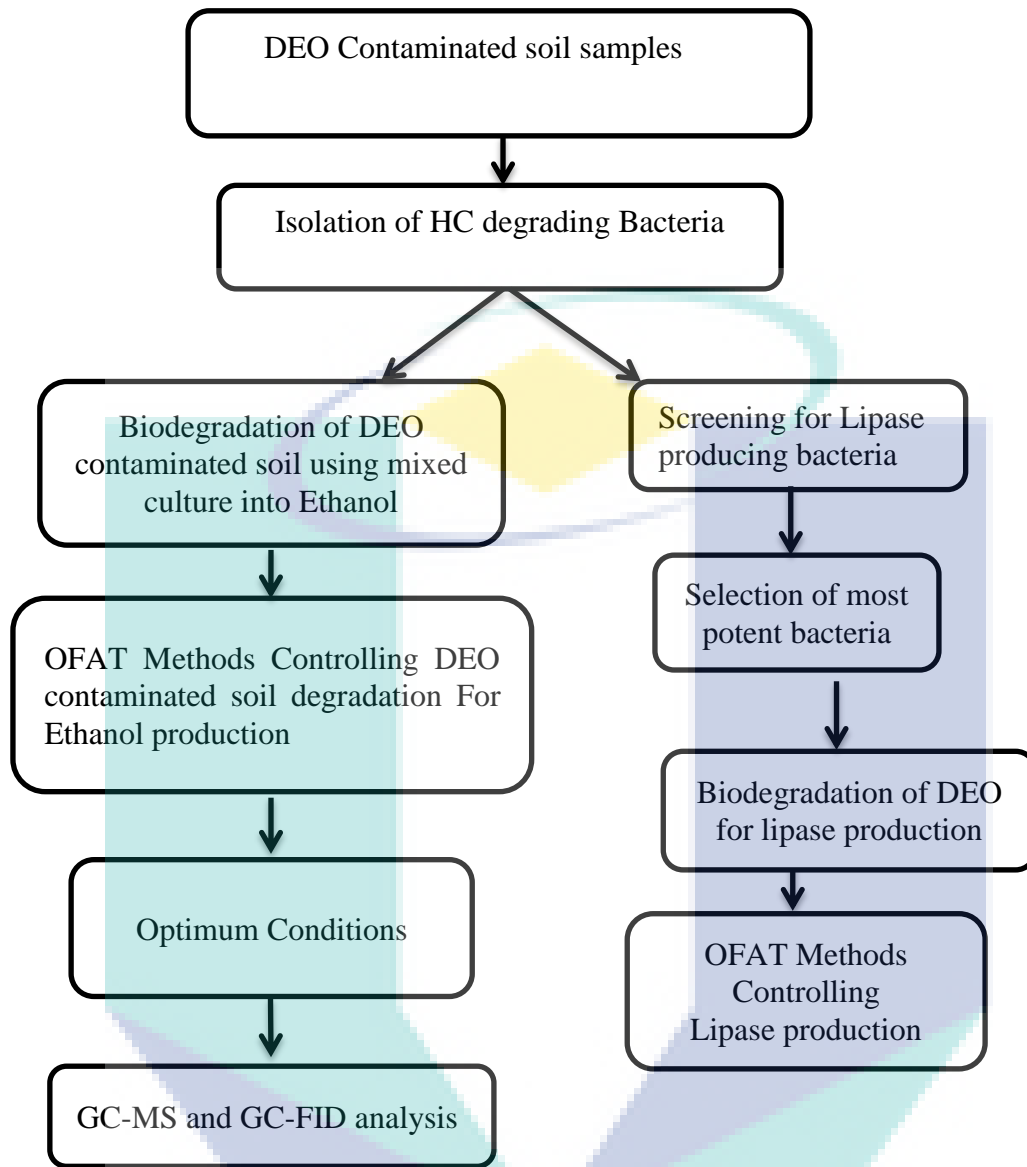 DEO Contaminated soil samples
Isolation of HC degrading Bacteria
Biodegradation of DEO
contaminated soil using mixed
culture into Ethanol
OFAT Methods Controlling DEO
contaminated soil degradation For
Ethanol production
Optimum Conditions
GC-MS and GC-FID analysis
Screening for Lipase
producing bacteria
Selection of most
potent bacteria
Biodegradation of DEO
for lipase production
OFAT Methods
Controlling
Lipase production